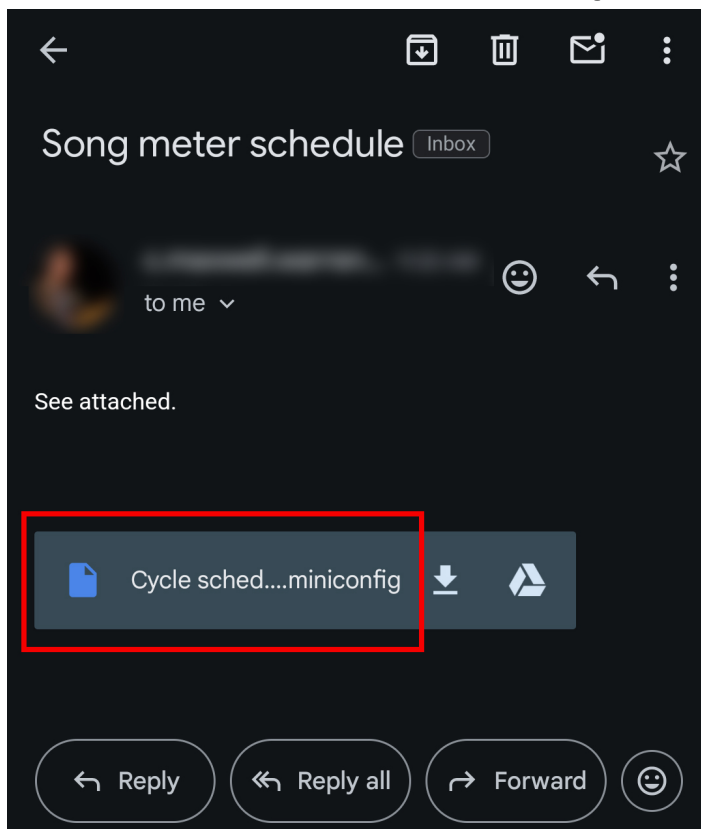 Song meter schedule Inbox
to me
See attached.
Cycle sched....miniconfig
Reply
Reply all
Forward